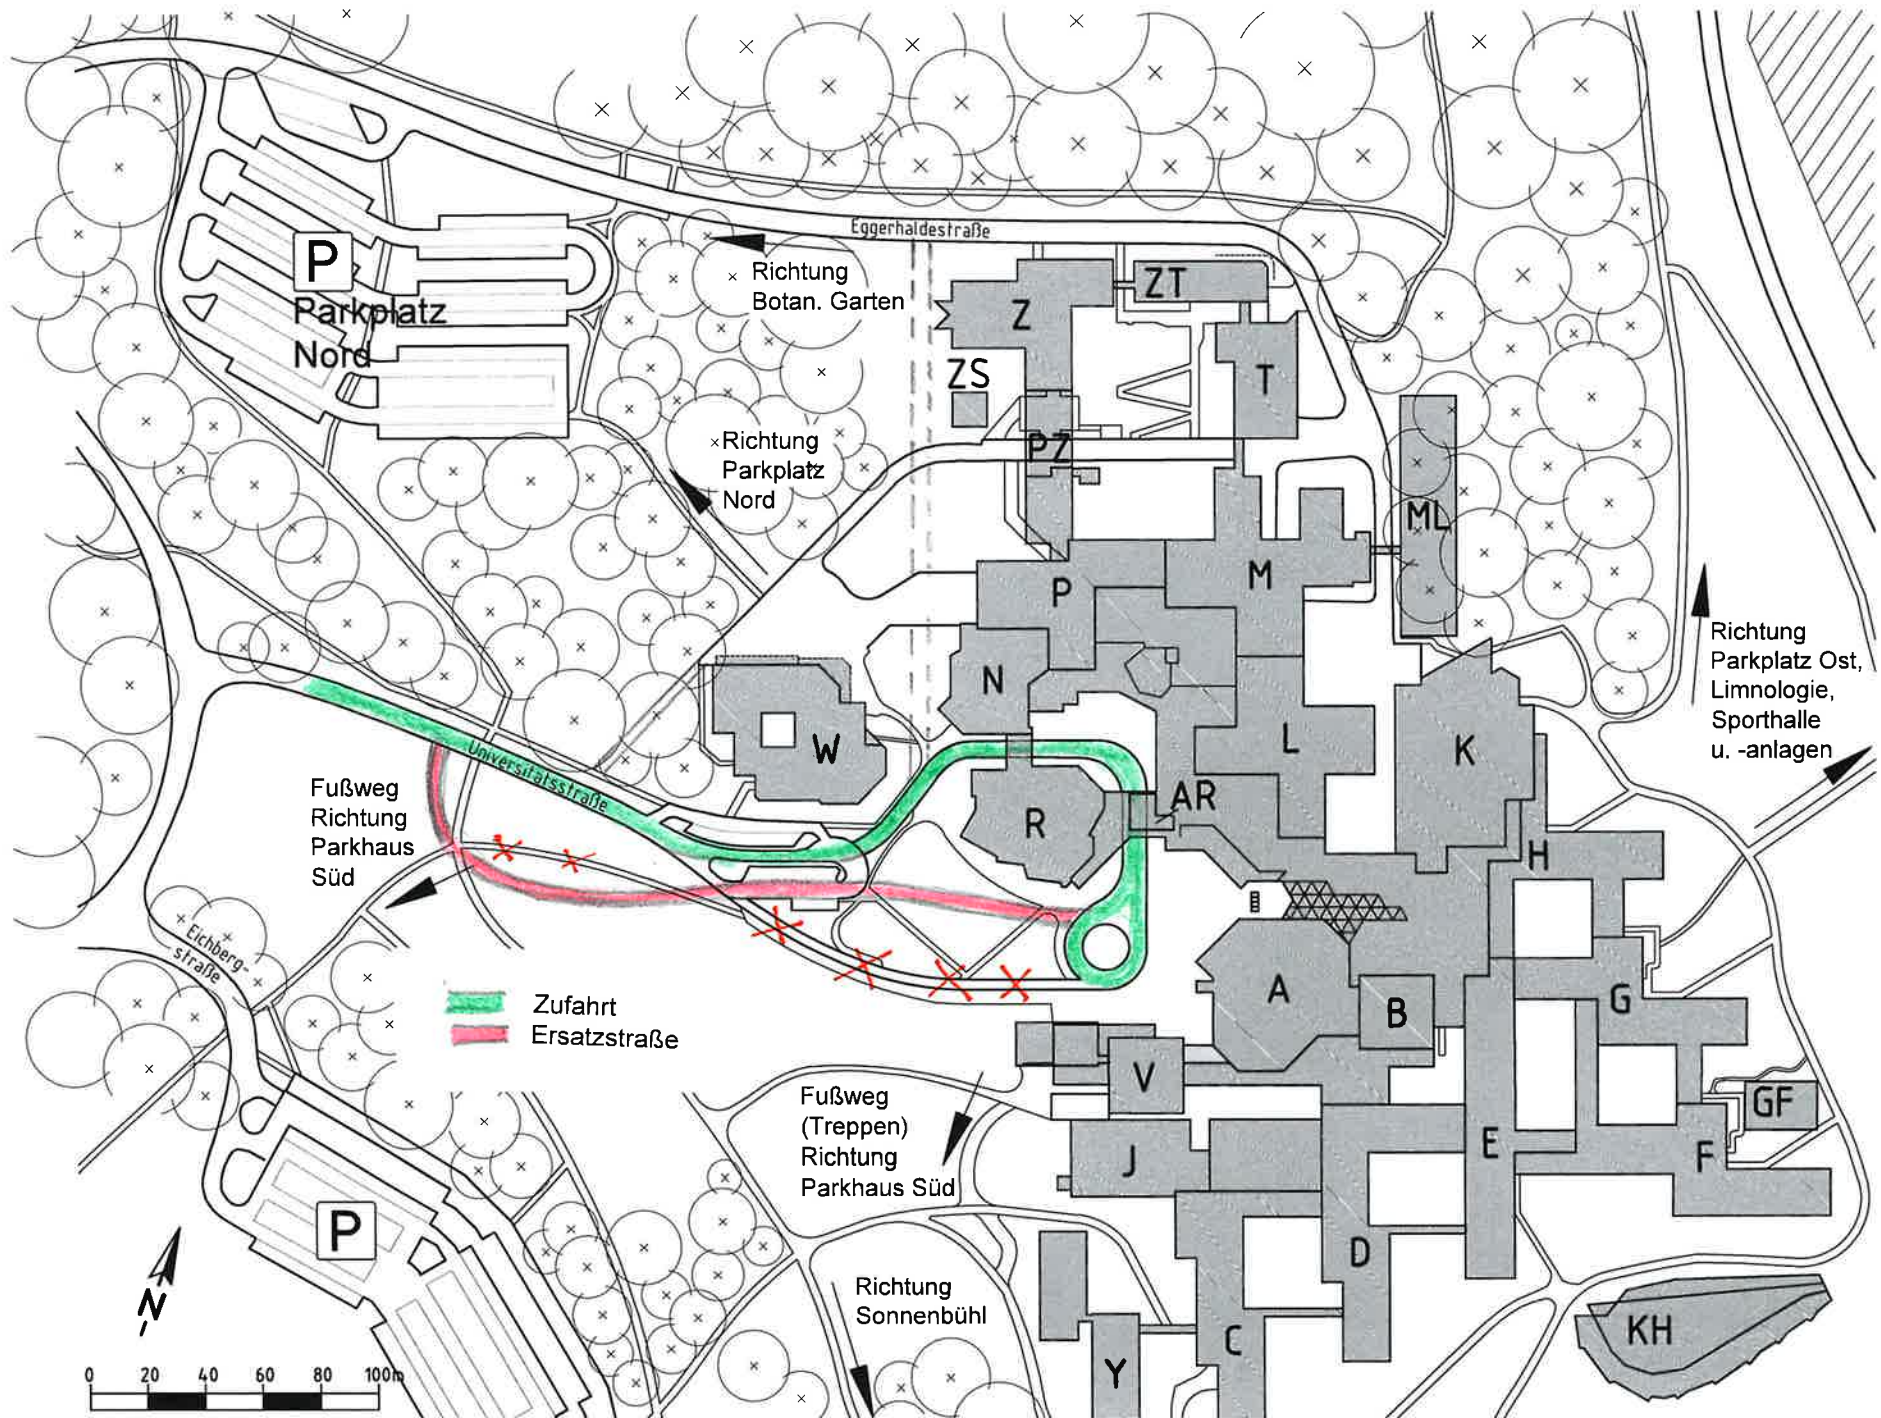 Eggerhaldestraße
P
Parkplatz
Nord
Richtung
Botan. Garten
Z
ZT
ZS
T
Richtung
Parkplatz
Nord
PZ
ML
P
M
Richtung
Parkplatz Ost,
Limnologie,
Sporthalle
u. -anlagen
N
W
L
K
Universitätsstraße
Fußweg
Richtung
Parkhaus
Süd
R
AR
H
Eichberg-
straße
A
B
G
Zufahrt
Ersatzstraße
V
GF
Fußweg
(Treppen)
Richtung
Parkhaus Süd
J
E
F
P
D
N
Richtung
Sonnenbühl
KH
C
Y
0 20 40 60 80 100m